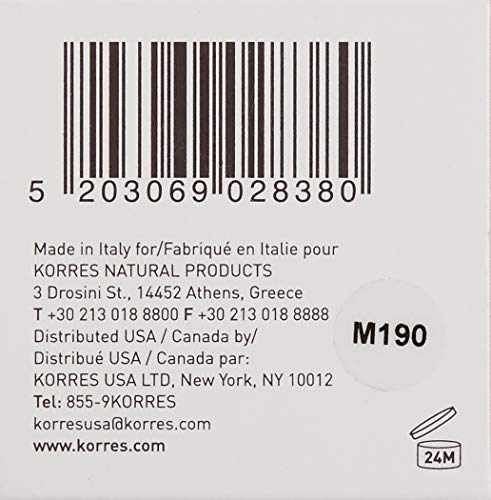 5 203069 028380
Made in Italy for/Fabriqué en Italie pour
KORRES NATURAL PRODUCTS
3 Drosini St., 14452 Athens, Greece
T +30 213 018 8800 F +30 213 018 8888
Distributed USA / Canada by/
Distribué USA / Canada par:
KORRES USA LTD, New York, NY 10012
Tel: 855-9KORRES
korresusa@korres.com
www.korres.com
M190
24M